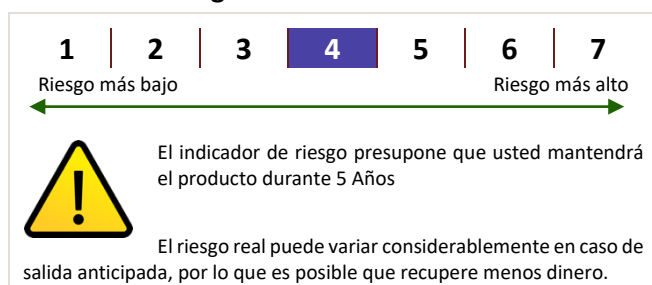 1 2 3 4 5 6 7
Riesgo más bajo Riesgo más alto
El indicador de riesgo presupone que usted mantendrá
el producto durante 5 Años
El riesgo real puede variar considerablemente en caso de
salida anticipada, por lo que es posible que recupere menos dinero.